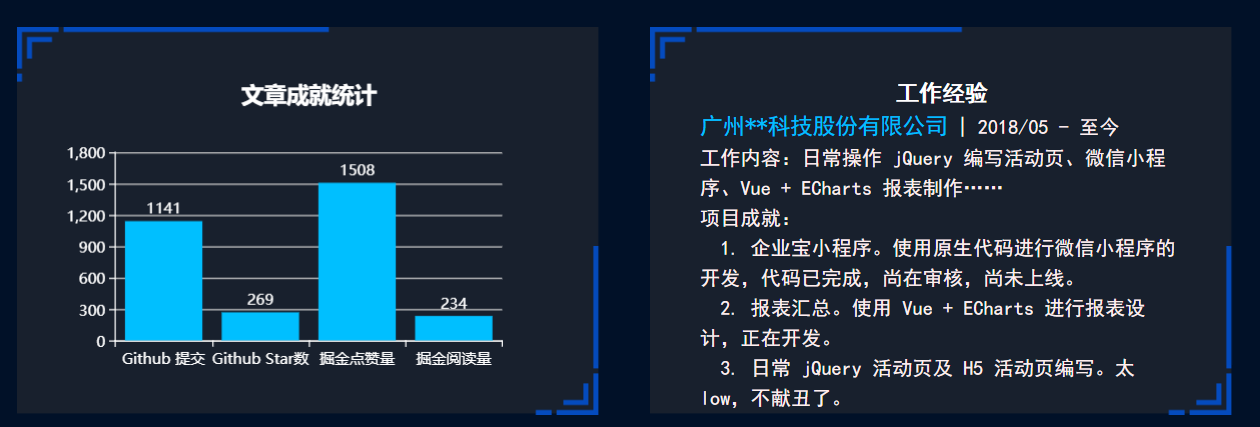 文章成就统计
1,800
1,500
1,200
900
600
300
0
1141
269
1508
234
Github 提交
Github Star数
掘金点赞量
掘金阅读量
工作经验
广州**科技股份有限公司 | 2018/05 - 至今
工作内容：日常操作 jQuery 编写活动页、微信小程
序、Vue + ECharts 报表制作……
项目成就：
1. 企业宝小程序。使用原生代码进行微信小程序的
开发，代码已完成，尚在审核，尚未上线。
2. 报表汇总。使用 Vue + ECharts 进行报表设
计，正在开发。
3. 日常 jQuery 活动页及 H5 活动页编写。太
low，不献丑了。